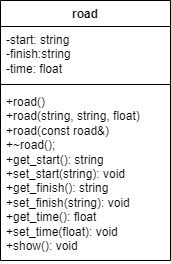 road
-start: string
-finish:string
-time: float
+road()
+road(string, string, float)
+road(const road&)
+~road();
+get_start(): string
+set_start(string): void
+get_finish(): string
+set_finish(string): void
+get_time(): float
+set_time(float): void
+show(): void